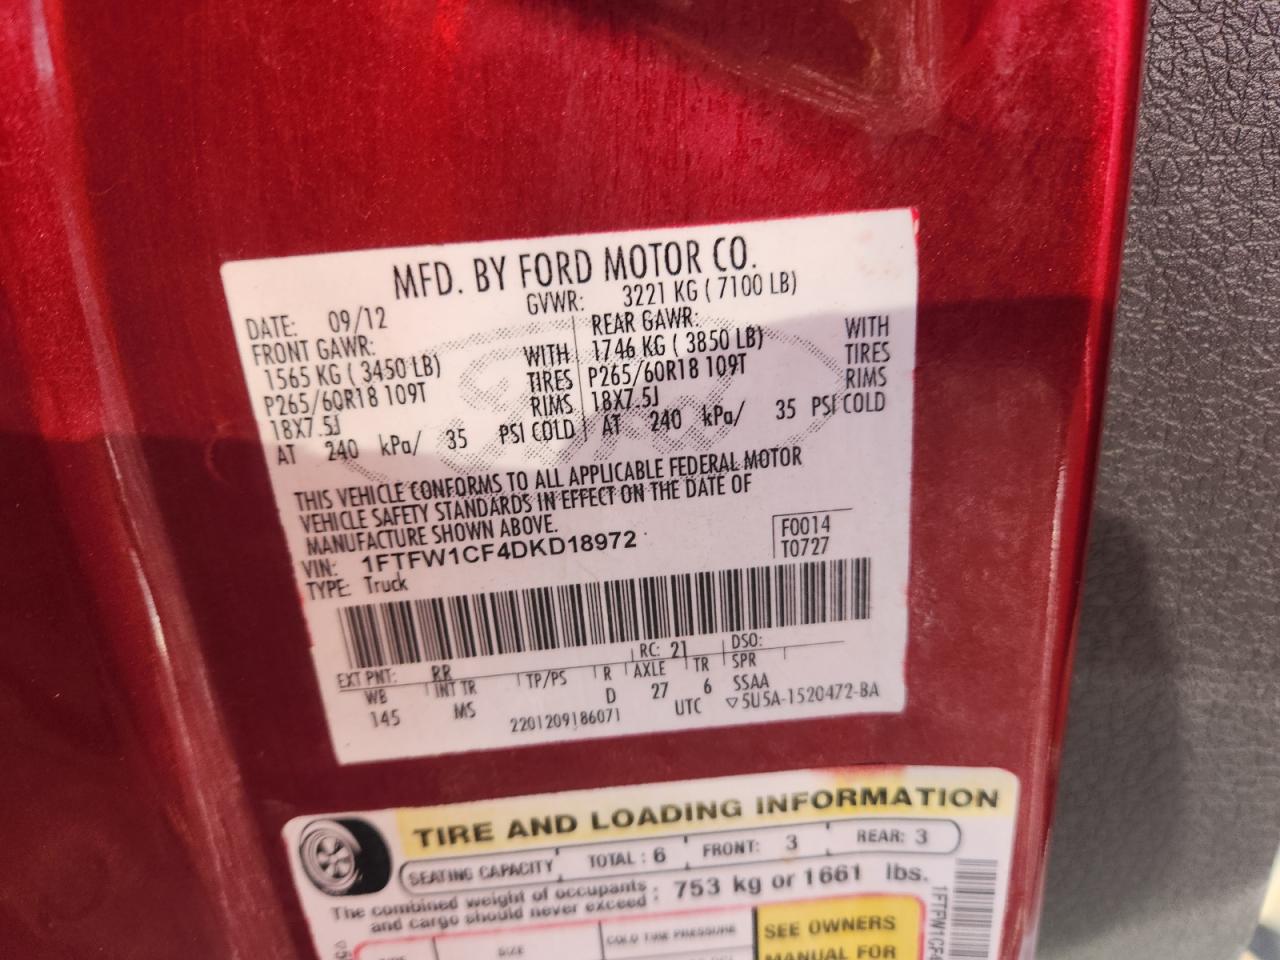 MFD. BY FORD MOTOR CO.
DATE: 09/12 GVWR: 3221 KG ( 7100 LB)
FRONT GAWR: REAR GAWR:
1565 KG ( 3450 LB) WITH 1746 KG ( 3850 LB) WITH
P265/60R18 109T TIRES P265/60R18 109T TIRES
18X7.5J RIMS 18X7.5J RIMS
AT 240 kPa/ 35 PSI COLD AT 240 kPa/ 35 PSI COLD
THIS VEHICLE CONFORMS TO ALL APPLICABLE FEDERAL MOTOR
VEHICLE SAFETY STANDARDS IN EFFECT ON THE DATE OF
MANUFACTURE SHOWN ABOVE.
VIN: 1FTFW1CF4DKD18972 F0014
TYPE: Truck T0727
EXT PNT: RR RC: 21 DSO:
WB INT TR TP/PS R AXLE TR SPR
145 MS D 27 6 SSAA
2201209186071 UTC ▽5U5A-1520472-BA
TIRE AND LOADING INFORMATION
SEATING CAPACITY TOTAL : 6 FRONT: 3 REAR: 3
The combined weight of occupants
and cargo should never exceed : 753 kg or 1661 lbs.
SIZE COLD TIRE PRESSURE SEE OWNERS
MANUAL FOR